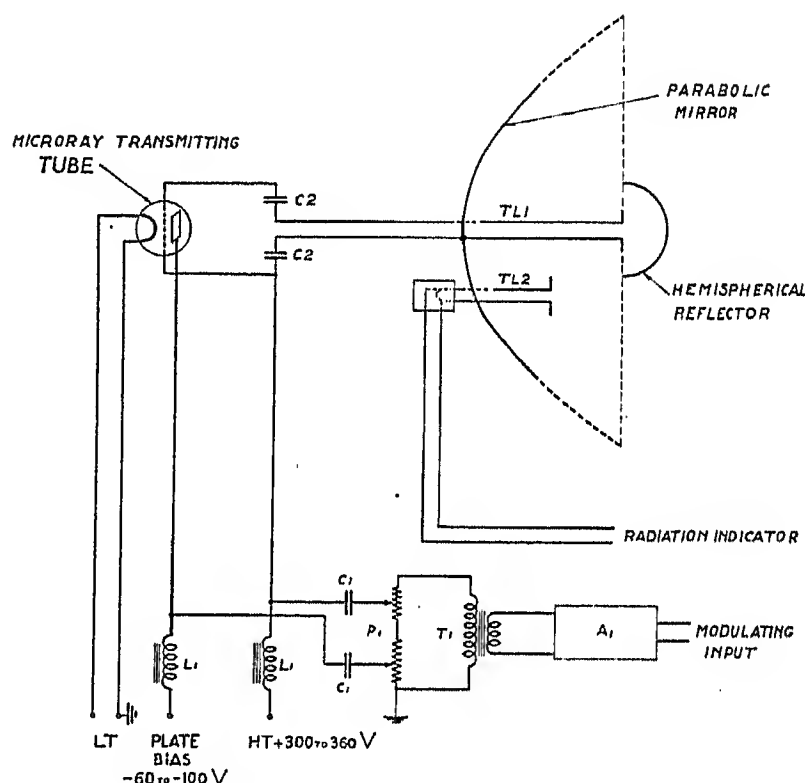 PARABOLIC
MIRROR
MICRORAY TRANSMITTING
TUBE
C2
TL1
C2
TL2
HEMISPHERICAL
REFLECTOR
RADIATION INDICATOR
C1
P1
T1
A1
MODULATING
INPUT
L1
L1
C1
LT
PLATE
BIAS
-60 TO -100 V
HT+300 TO 360 V